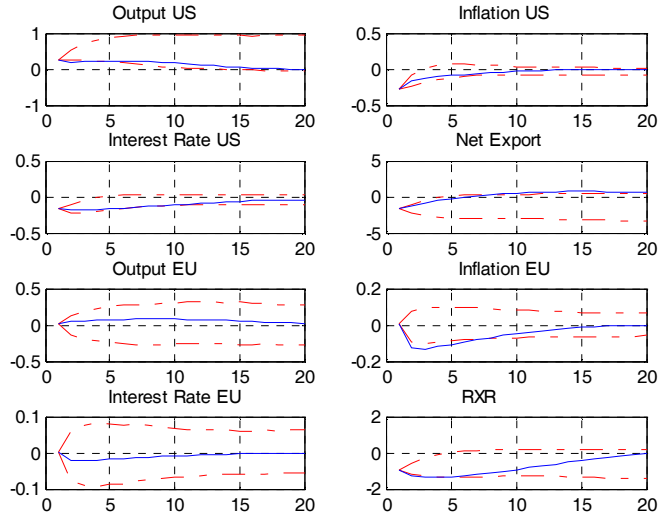 Output US
1
0
-1
0 5 10 15 20
Inflation US
0.5
0
-0.5
0 5 10 15 20
Interest Rate US
0.5
0
-0.5
0 5 10 15 20
Net Export
5
0
-5
0 5 10 15 20
Output EU
0.5
0
-0.5
0 5 10 15 20
Inflation EU
0.2
0
-0.2
0 5 10 15 20
Interest Rate EU
0.1
0
-0.1
0 5 10 15 20
RXR
2
0
-2
0 5 10 15 20